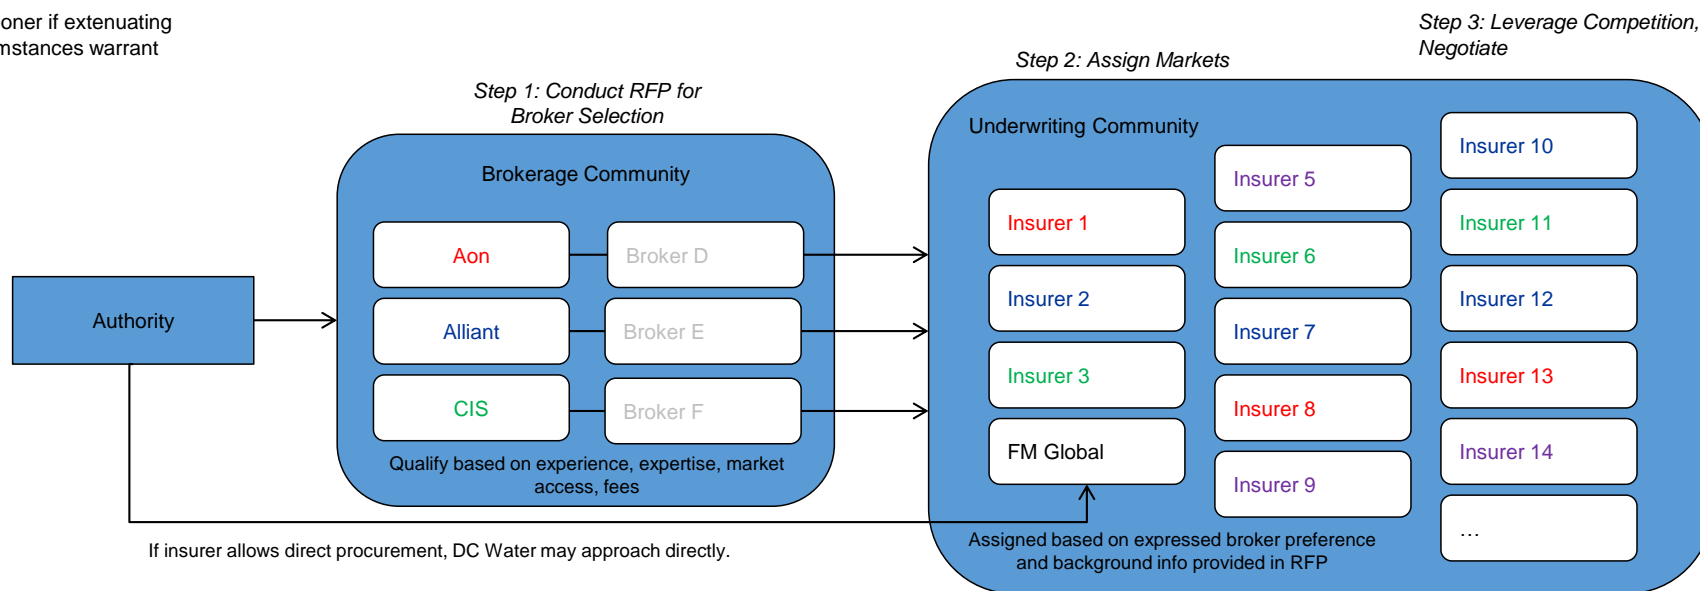 oner if extenuating
mstances warrant
Step 3: Leverage Competition,
Negotiate
Step 2: Assign Markets
Step 1: Conduct RFP for
Broker Selection
Authority
Brokerage Community
Aon
Broker D
Alliant
Broker E
CIS
Broker F
Qualify based on experience, expertise, market
access, fees
If insurer allows direct procurement, DC Water may approach directly.
Underwriting Community
Insurer 1
Insurer 2
Insurer 3
FM Global
Insurer 5
Insurer 6
Insurer 7
Insurer 8
Insurer 9
Insurer 10
Insurer 11
Insurer 12
Insurer 13
Insurer 14
…
Assigned based on expressed broker preference
and background info provided in RFP